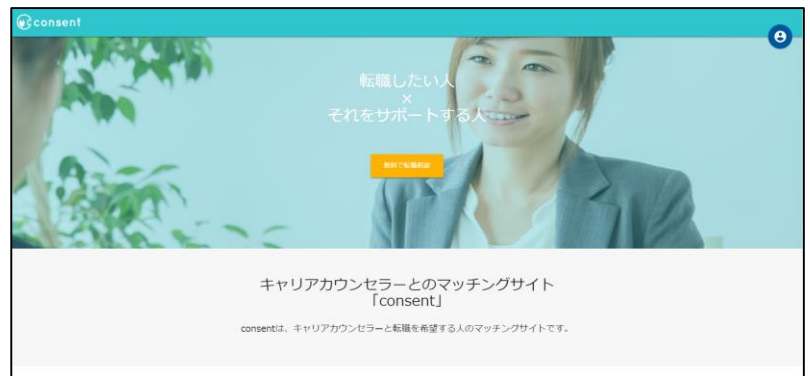 consent
転職したい人
×
それをサポートする人
無料で転職相談
キャリアカウンセラーとのマッチングサイト
「consent」
consentは、キャリアカウンセラーと転職を希望する人のマッチングサイトです。